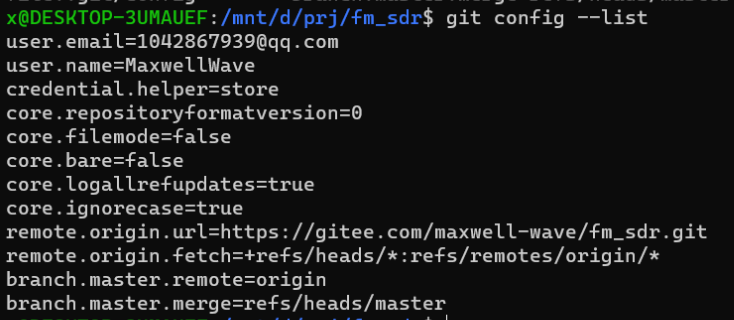 x@DESKTOP-3UMAUEF:/mnt/d/prj/fm_sdr$ git config --list
user.email=1042867939@qq.com
user.name=MaxwellWave
credential.helper=store
core.repositoryformatversion=0
core.filemode=false
core.bare=false
core.logallrefupdates=true
core.ignorecase=true
remote.origin.url=https://gitee.com/maxwell-wave/fm_sdr.git
remote.origin.fetch=+refs/heads/*:refs/remotes/origin/*
branch.master.remote=origin
branch.master.merge=refs/heads/master